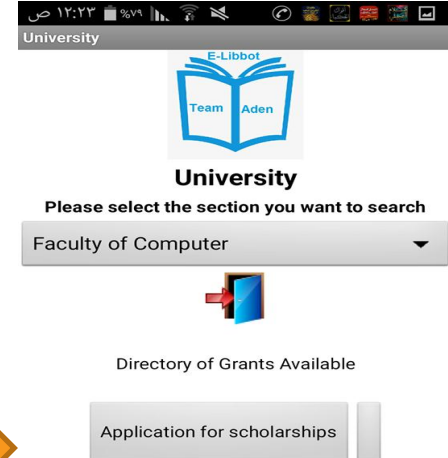 ١٢:٢٣ ص %٧٩
University
E-Libbot
Team Aden
University
Please select the section you want to search
Faculty of Computer
Directory of Grants Available
Application for scholarships